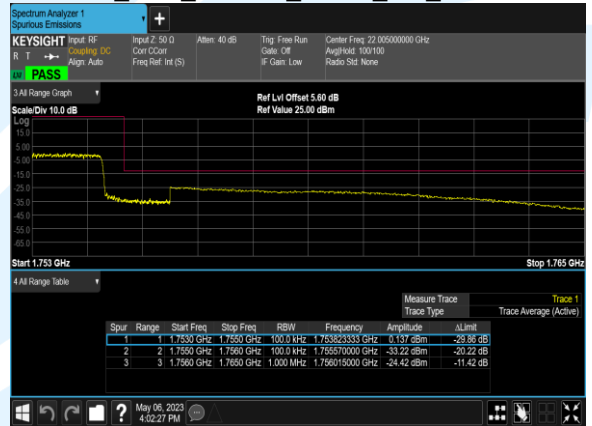 Spectrum Analyzer 1
Spurious Emissions
KEYSIGHT Input: RF Input Z: 50 Ω Atten: 40 dB Trig: Free Run Center Freq: 22.005000000 GHz
R T Coupling: DC Corr CCorr Gate: Off Avg|Hold: 100/100
Align: Auto Freq Ref: Int (S) IF Gain: Low Radio Std: None
LXI PASS
3 All Range Graph Ref Lvl Offset 5.60 dB
Scale/Div 10.0 dB Ref Value 25.00 dBm
Log
15.0
5.00
-5.00
-15.0
-25.0
-35.0
-45.0
-55.0
-65.0
Start 1.753 GHz Stop 1.765 GHz
4 All Range Table
Measure Trace Trace 1
Trace Type Trace Average (Active)
Spur Range Start Freq Stop Freq RBW Frequency Amplitude ΔLimit
1 1 1.7530 GHz 1.7550 GHz 100.0 kHz 1.753823333 GHz 0.137 dBm -29.86 dB
2 2 1.7550 GHz 1.7560 GHz 100.0 kHz 1.755570000 GHz -33.22 dBm -20.22 dB
3 3 1.7560 GHz 1.7650 GHz 1.000 MHz 1.756015000 GHz -24.42 dBm -11.42 dB
May 06, 2023
4:02:27 PM